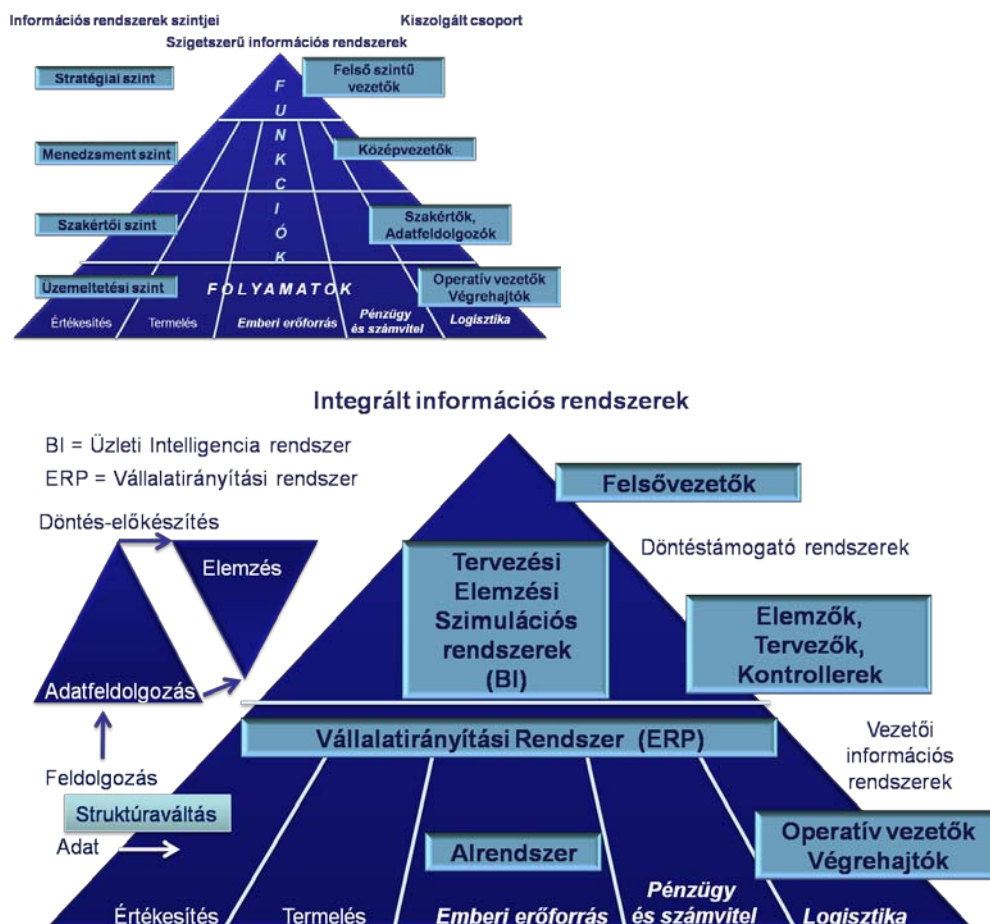 Információs rendszerek szintjei
Kiszolgált csoport
Szigetszerű információs rendszerek
Stratégiai szint
Felső szintű
vezetők
FUNKCIÓK
Menedzsment szint
Középvezetők
Szakértői szint
Szakértők,
Adatfeldolgozók
Üzemeltetési szint
FOLYAMATOK
Operatív vezetők
Végrehajtók
Értékesítés
Termelés
Emberi erőforrás
Pénzügy
és számvitel
Logisztika
Integrált információs rendszerek
BI = Üzleti Intelligencia rendszer
ERP = Vállalatirányítási rendszer
Felsővezetők
Döntés-előkészítés
Döntéstámogató rendszerek
Elemzés
Tervezési
Elemzési
Szimulációs
rendszerek
(BI)
Elemzők,
Tervezők,
Kontrollerek
Adatfeldolgozás
Vállalatirányítási Rendszer (ERP)
Vezetői
információs
rendszerek
Feldolgozás
Struktúraváltás
Adat
Alrendszer
Operatív vezetők
Végrehajtók
Értékesítés
Termelés
Emberi erőforrás
Pénzügy
és számvitel
Logisztika